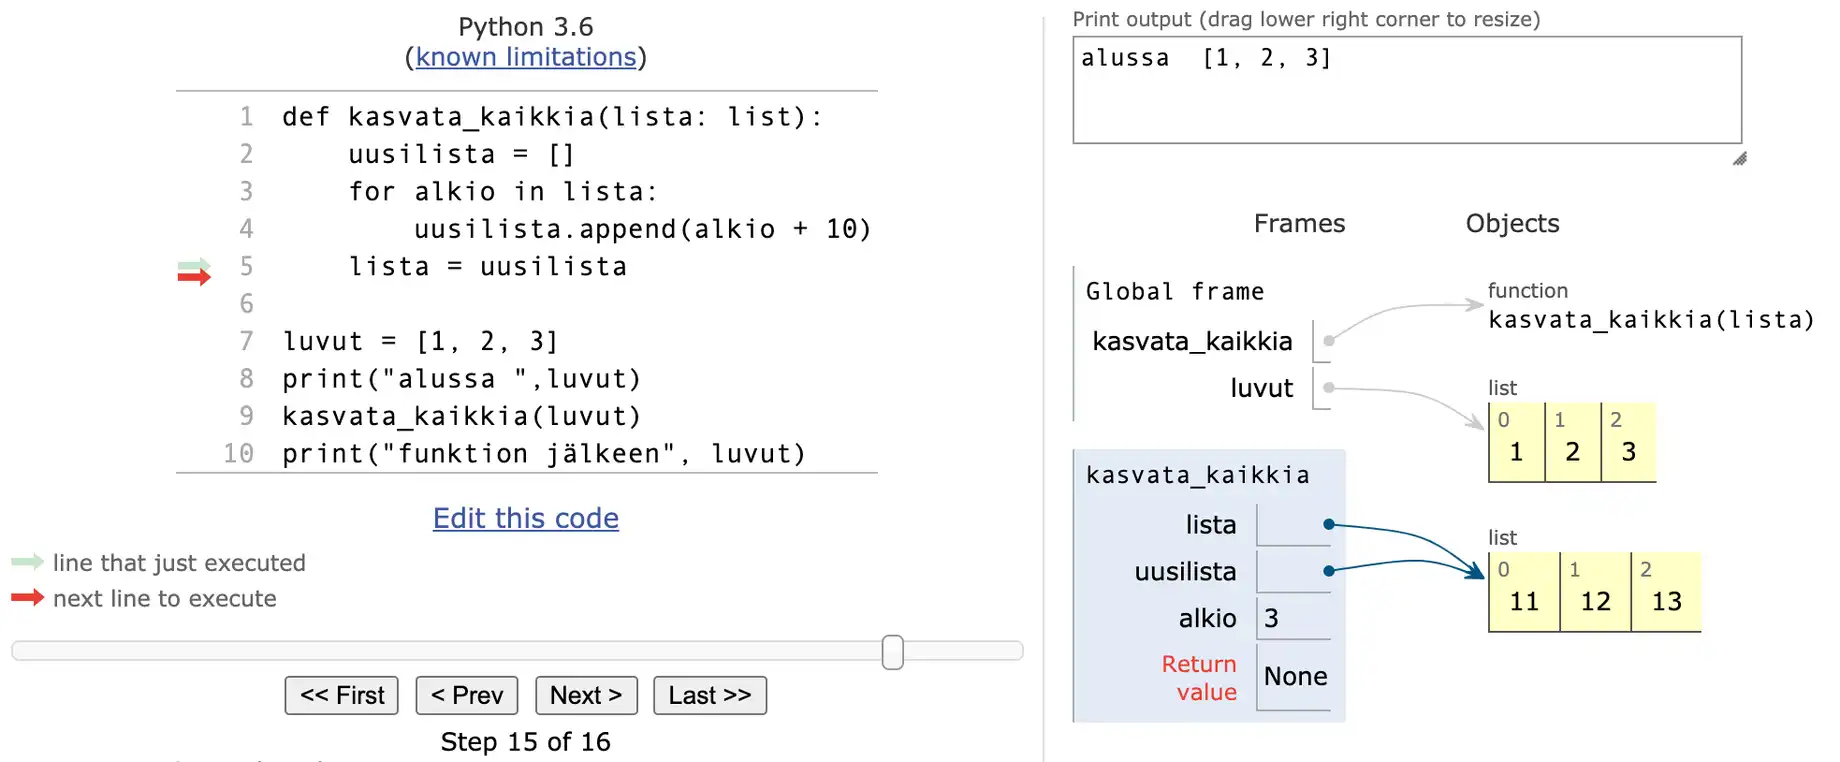 Python 3.6
(known limitations)
1 def kasvata_kaikkia(lista: list):
2     uusilista = []
3     for alkio in lista:
4         uusilista.append(alkio + 10)
5     lista = uusilista
6
7 luvut = [1, 2, 3]
8 print("alussa ",luvut)
9 kasvata_kaikkia(luvut)
10 print("funktion jälkeen", luvut)
Edit this code
line that just executed
next line to execute
<< First < Prev Next > Last >>
Step 15 of 16
Print output (drag lower right corner to resize)
alussa  [1, 2, 3]
Frames Objects
Global frame
kasvata_kaikkia
luvut
function
kasvata_kaikkia(lista)
list
0 1 2
1 2 3
kasvata_kaikkia
lista
uusilista
alkio 3
Return
value None
list
0 1 2
11 12 13